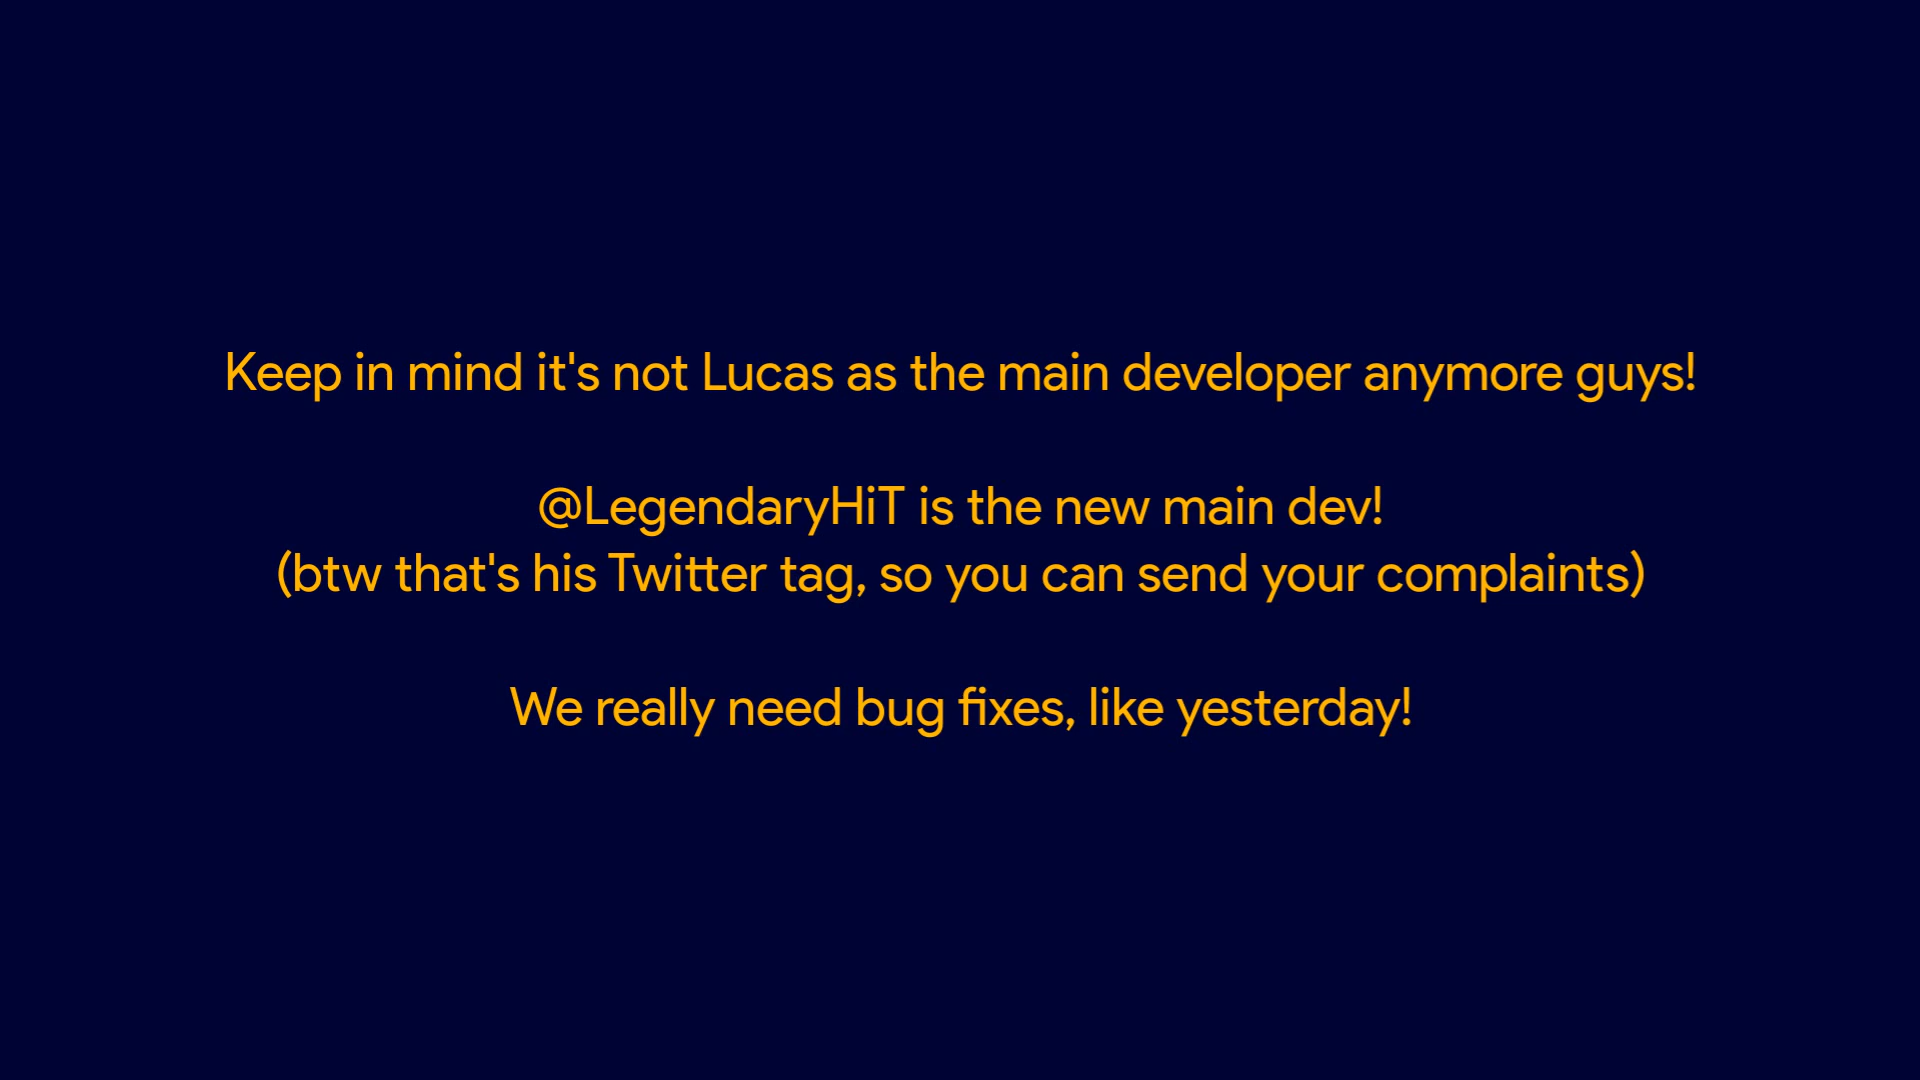 Keep in mind it's not Lucas as the main developer anymore guys!
@LegendaryHiT is the new main dev!
(btw that's his Twitter tag, so you can send your complaints)
We really need bug fixes, like yesterday!